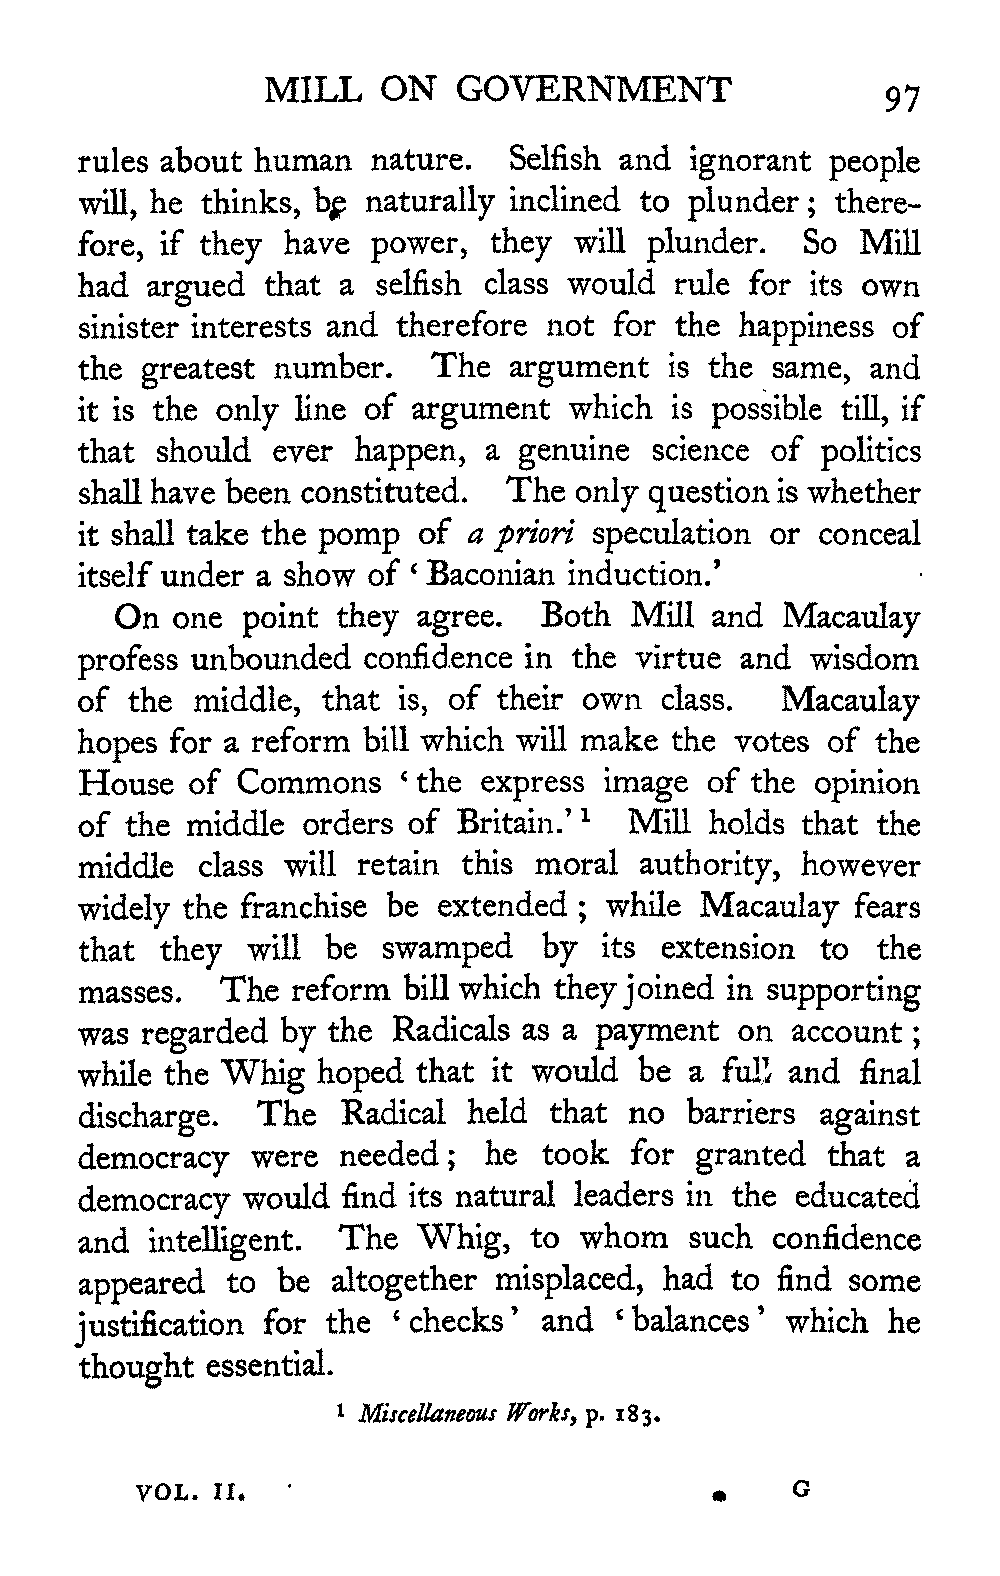 MILL ON GOVERNMENT 97
rules about human nature. Selfish and ignorant people
will, he thinks, be naturally inclined to plunder ; there-
fore, if they have power, they will plunder. So Mill
had argued that a selfish class would rule for its own
sinister interests and therefore not for the happiness of
the greatest number. The argument is the same, and
it is the only line of argument which is possible till, if
that should ever happen, a genuine science of politics
shall have been constituted. The only question is whether
it shall take the pomp of a priori speculation or conceal
itself under a show of ‘ Baconian induction.’
On one point they agree. Both Mill and Macaulay
profess unbounded confidence in the virtue and wisdom
of the middle, that is, of their own class. Macaulay
hopes for a reform bill which will make the votes of the
House of Commons ‘ the express image of the opinion
of the middle orders of Britain.’ ¹ Mill holds that the
middle class will retain this moral authority, however
widely the franchise be extended ; while Macaulay fears
that they will be swamped by its extension to the
masses. The reform bill which they joined in supporting
was regarded by the Radicals as a payment on account ;
while the Whig hoped that it would be a full and final
discharge. The Radical held that no barriers against
democracy were needed ; he took for granted that a
democracy would find its natural leaders in the educated
and intelligent. The Whig, to whom such confidence
appeared to be altogether misplaced, had to find some
justification for the ‘ checks ’ and ‘ balances ’ which he
thought essential.
¹ Miscellaneous Works, p. 183.
VOL. II. G